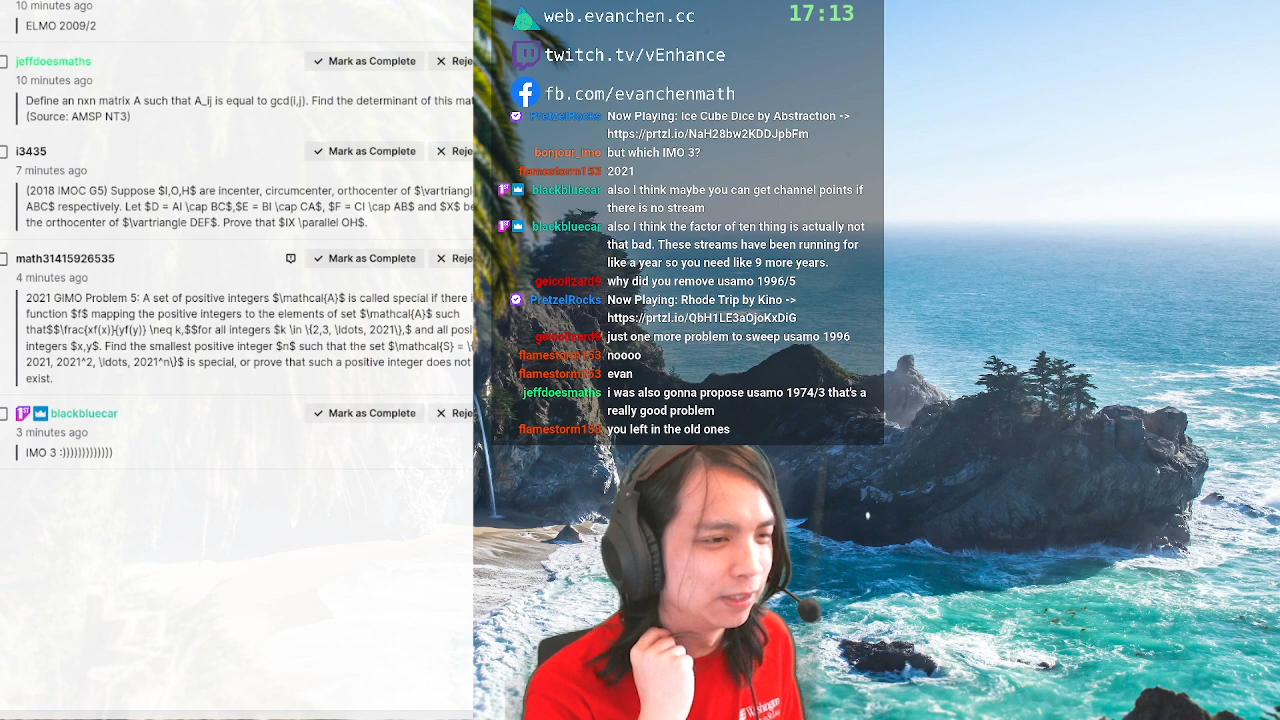 10 minutes ago
ELMO 2009/2
jeffdoesmaths
Mark as Complete
10 minutes ago
Define an nxn matrix A such that A_ij is equal to gcd(i,j). Find the determinant of this
(Source: AMSP NT3)
i3435
Mark as Complete
7 minutes ago
(2018 IMOC G5) Suppose $I,O,H$ are incenter, circumcenter, orthocenter of
ABC$ respectively. Let $D = AI \cap BC$,$E = BI \cap CA$, $F = CI \cap AB$ and $X$
the orthocenter of $\vartriangle DEF$. Prove that $IX \parallel OH$.
math31415926535
Mark as Complete
4 minutes ago
2021 GIMO Problem 5: A set of positive integers $\mathcal{A}$ is called special if there
function $f$ mapping the positive integers to the elements of set $\mathcal{A}$ such
that$$\frac{xf(x)}{yf(y)} \neq k,$$for all integers $k \in \{2,3, \ldots, 2021\},$ and all
integers $x,y$. Find the smallest positive integer $n$ such that the set $\mathcal{S} =
2021, 2021^2, \ldots, 2021^n\}$ is special, or prove that such a positive integer does not
exist.
blackbluecar
Mark as Complete
3 minutes ago
IMO 3 :)))))))))))))
web.evanchen.cc
17:13
twitch.tv/vEnhance
fb.com/evanchenmath
PretzelRocks Now Playing: Ice Cube Dice by Abstraction ->
https://prtzl.io/NaH28bw2KDDJpbFm
bonjour_imo but which IMO 3?
flamestorm153 2021
blackbluecar also I think maybe you can get channel points if
there is no stream
blackbluecar also I think the factor of ten thing is actually not
that bad. These streams have been running for
like a year so you need like 9 more years.
geicolizard9 why did you remove usamo 1996/5
PretzelRocks Now Playing: Rhode Trip by Kino ->
https://prtzl.io/QbH1LE3aOjoKxDiG
geicolizard9 just one more problem to sweep usamo 1996
flamestorm153 noooo
flamestorm153 evan
jeffdoesmaths i was also gonna propose usamo 1974/3 that's a
really good problem
flamestorm153 you left in the old ones